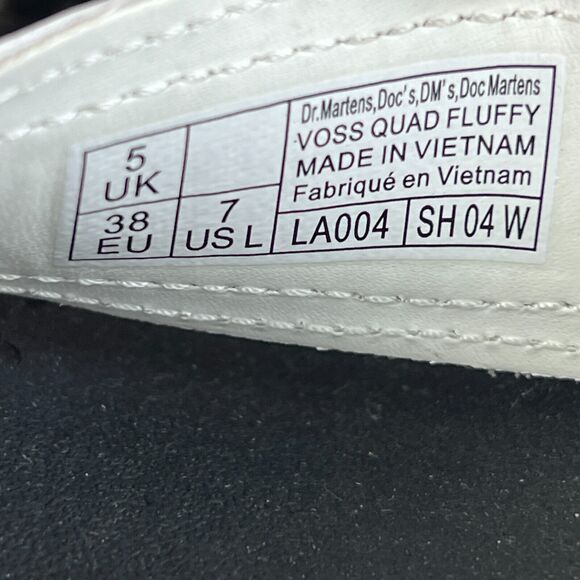 5
UK
38
EU
7
US L
Dr.Martens,Doc's,DM's,Doc Martens
VOSS QUAD FLUFFY
MADE IN VIETNAM
Fabriqué en Vietnam
LA004
SH 04 W